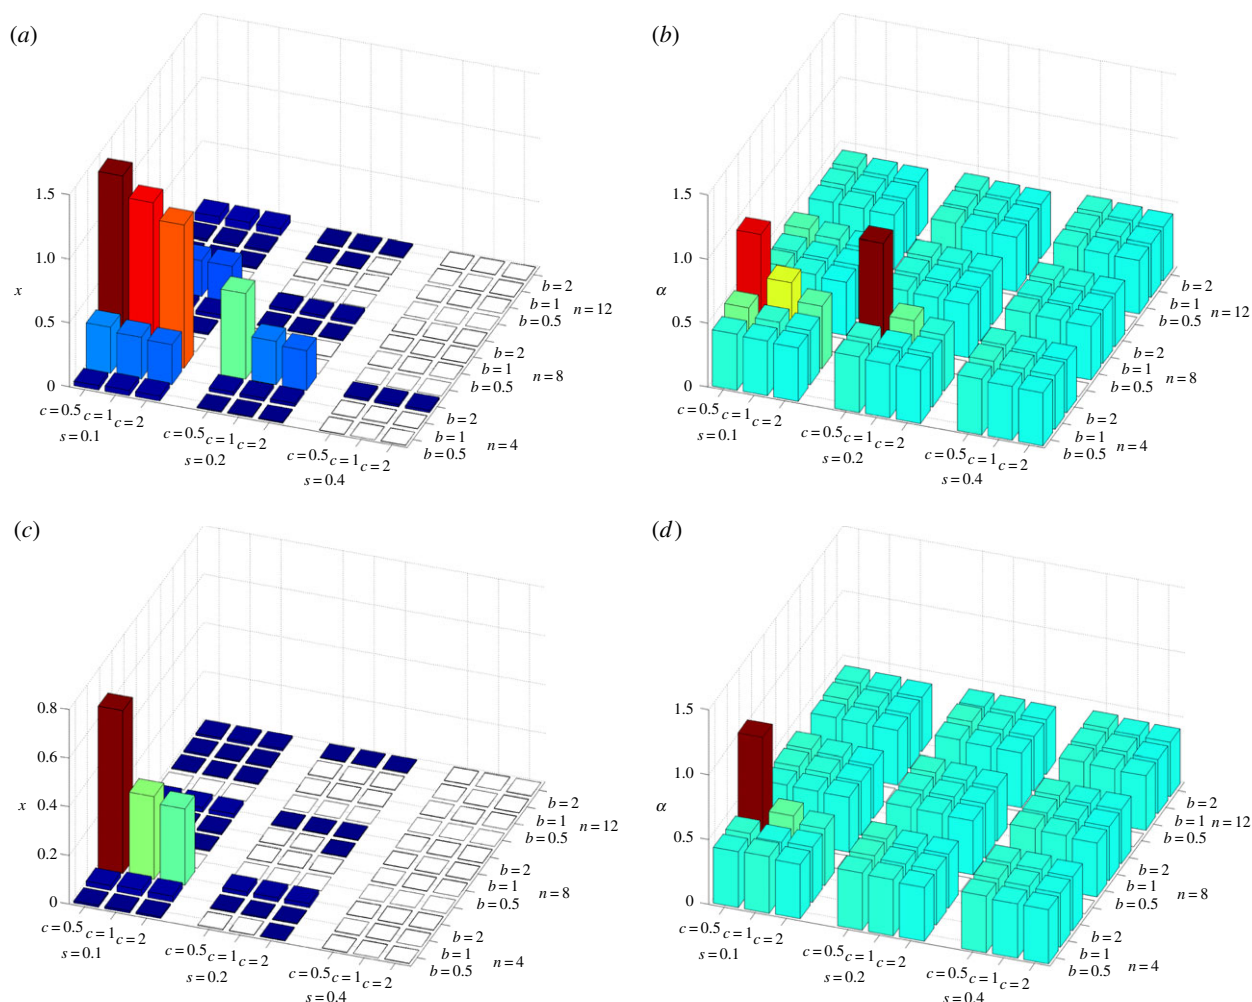 (a)
1.5
1.0
x
0.5
0
c = 0.5 c = 1 c = 2
s = 0.1
c = 0.5 c = 1 c = 2
s = 0.2
c = 0.5 c = 1 c = 2
s = 0.4
b = 2
b = 1 n = 12
b = 0.5
b = 2
b = 1 n = 8
b = 0.5
b = 2
b = 1 n = 4
b = 0.5
(b)
1.5
1.0
α
0.5
0
c = 0.5 c = 1 c = 2
s = 0.1
c = 0.5 c = 1 c = 2
s = 0.2
c = 0.5 c = 1 c = 2
s = 0.4
b = 2
b = 1 n = 12
b = 0.5
b = 2
b = 1 n = 8
b = 0.5
b = 2
b = 1 n = 4
b = 0.5
(c)
0.8
0.6
x
0.4
0.2
0
c = 0.5 c = 1 c = 2
s = 0.1
c = 0.5 c = 1 c = 2
s = 0.2
c = 0.5 c = 1 c = 2
s = 0.4
b = 2
b = 1 n = 12
b = 0.5
b = 2
b = 1 n = 8
b = 0.5
b = 2
b = 1 n = 4
b = 0.5
(d)
1.5
1.0
α
0.5
0
c = 0.5 c = 1 c = 2
s = 0.1
c = 0.5 c = 1 c = 2
s = 0.2
c = 0.5 c = 1 c = 2
s = 0.4
b = 2
b = 1 n = 12
b = 0.5
b = 2
b = 1 n = 8
b = 0.5
b = 2
b = 1 n = 4
b = 0.5